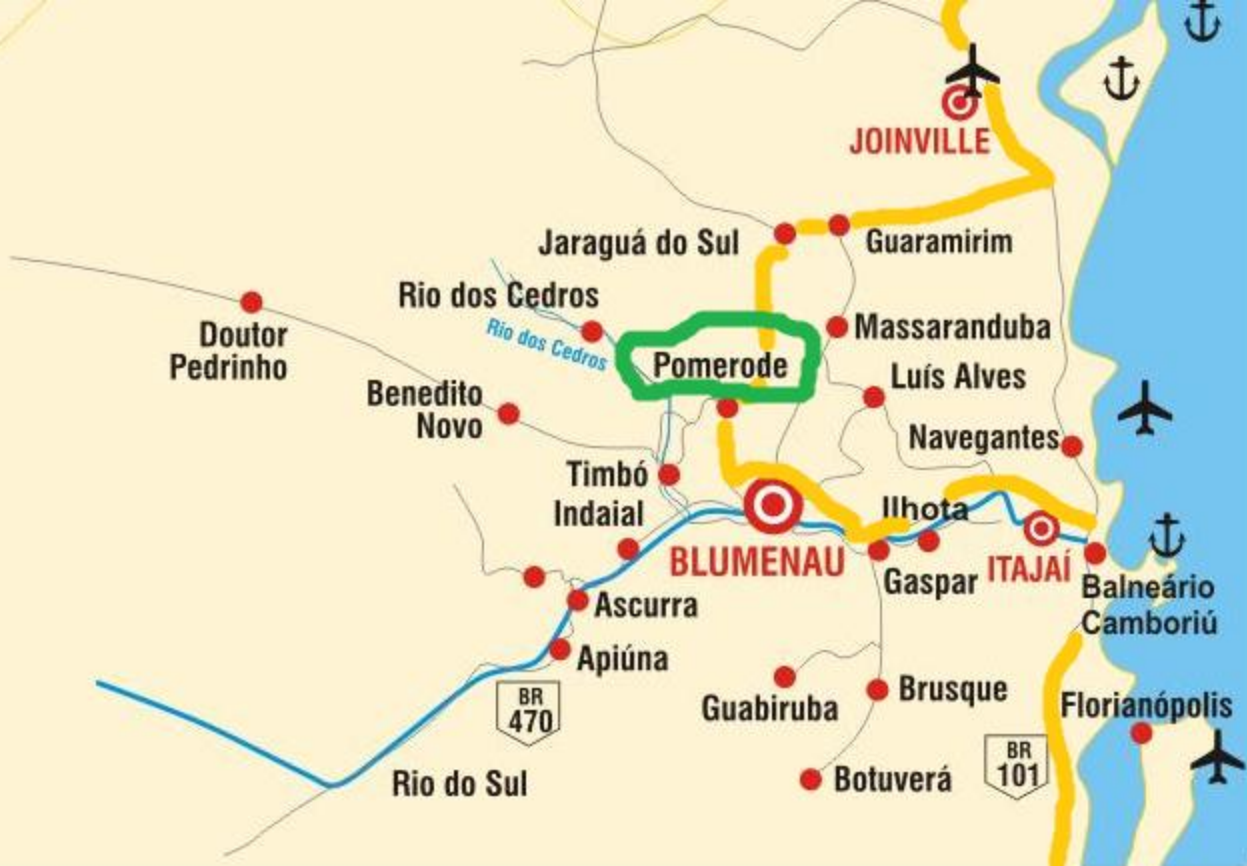 JOINVILLE
Jaraguá do Sul
Guaramirim
Rio dos Cedros
Rio dos Cedros
Doutor
Pedrinho
Massaranduba
Pomerode
Luís Alves
Benedito
Novo
Navegantes
Timbó
Indaial
Ilhota
BLUMENAU
Gaspar
ITAJAÍ
Balneário
Camboriú
Ascurra
Apiúna
BR
470
Guabiruba
Brusque
Florianópolis
BR
101
Rio do Sul
Botuverá